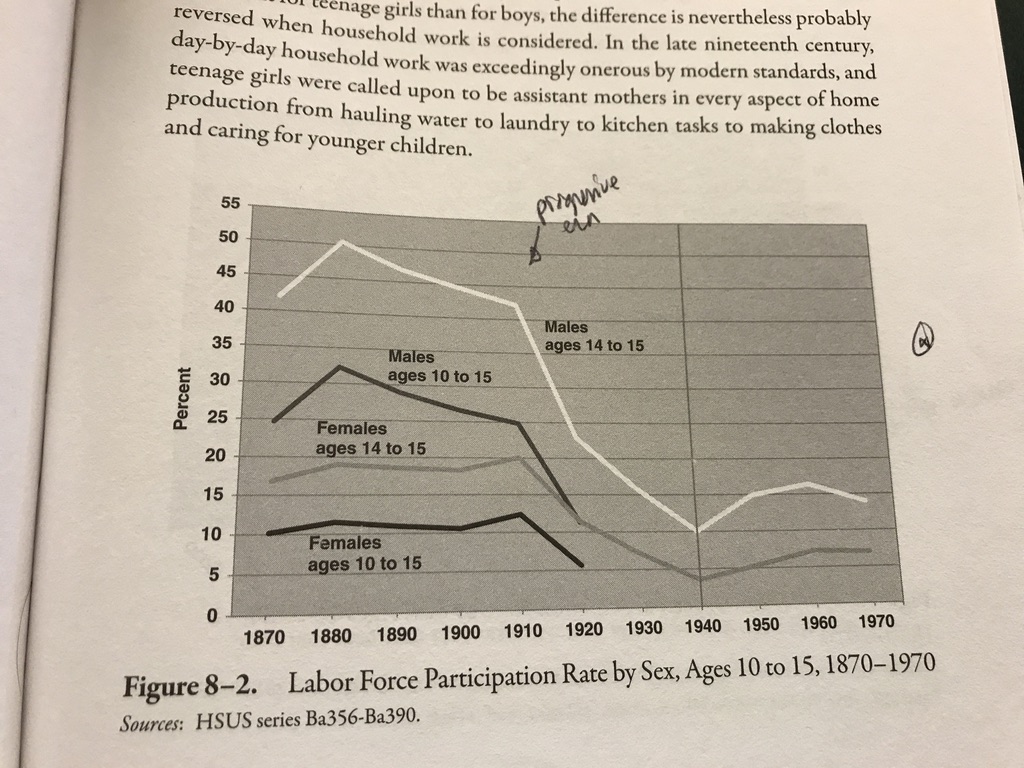 for teenage girls than for boys, the difference is nevertheless probably
reversed when household work is considered. In the late nineteenth century,
day-by-day household work was exceedingly onerous by modern standards, and
teenage girls were called upon to be assistant mothers in every aspect of home
production from hauling water to laundry to kitchen tasks to making clothes
and caring for younger children.
progressive
era
55
50
45
40
35
30
25
20
15
10
5
0
Percent
Males
ages 14 to 15
Males
ages 10 to 15
Females
ages 14 to 15
Females
ages 10 to 15
1870 1880 1890 1900 1910 1920 1930 1940 1950 1960 1970
Figure 8–2. Labor Force Participation Rate by Sex, Ages 10 to 15, 1870–1970
Sources: HSUS series Ba356-Ba390.